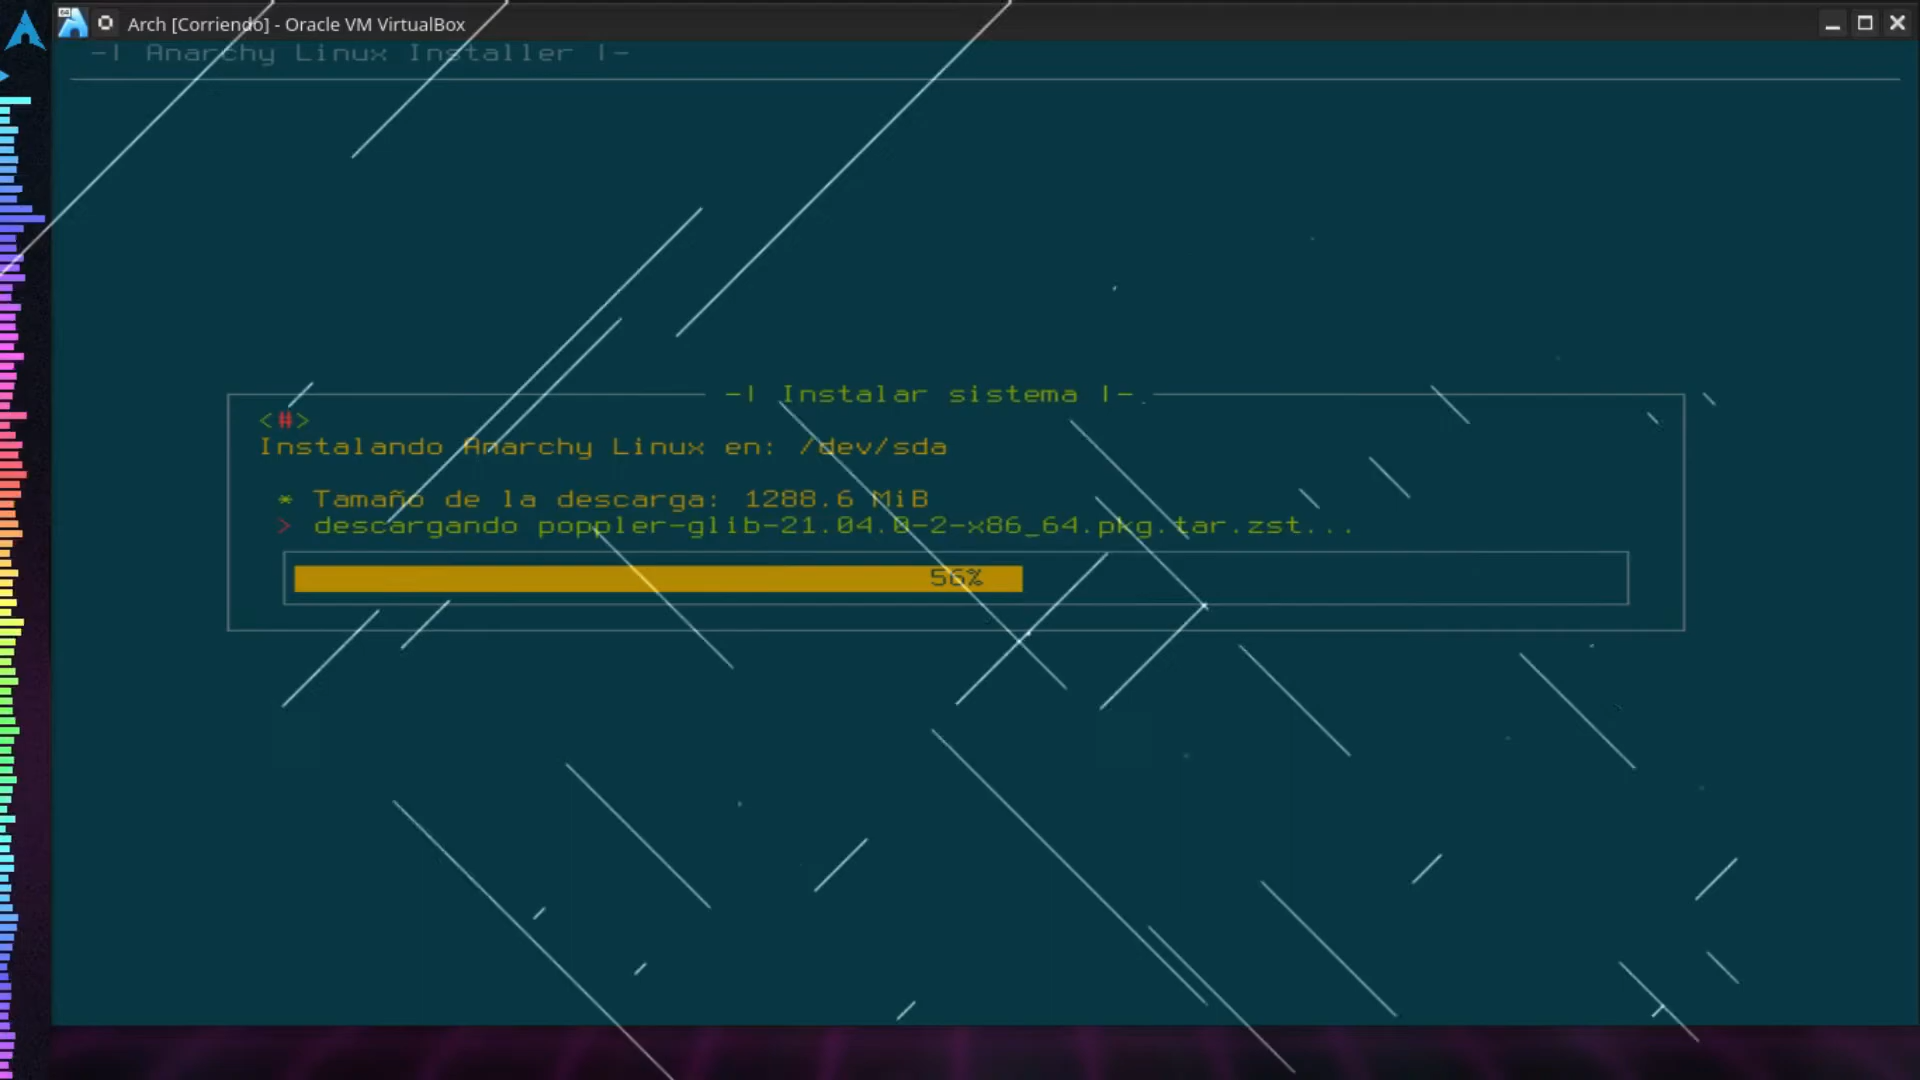 Arch [Corriendo] - Oracle VM VirtualBox
-| Anarchy Linux Installer |-
-| Instalar sistema |-
<#>
Instalando Anarchy Linux en: /dev/sda
* Tamaño de la descarga: 1288.6 MiB
> descargando poppler-glib-21.04.0-2-x86_64.pkg.tar.zst...
56%